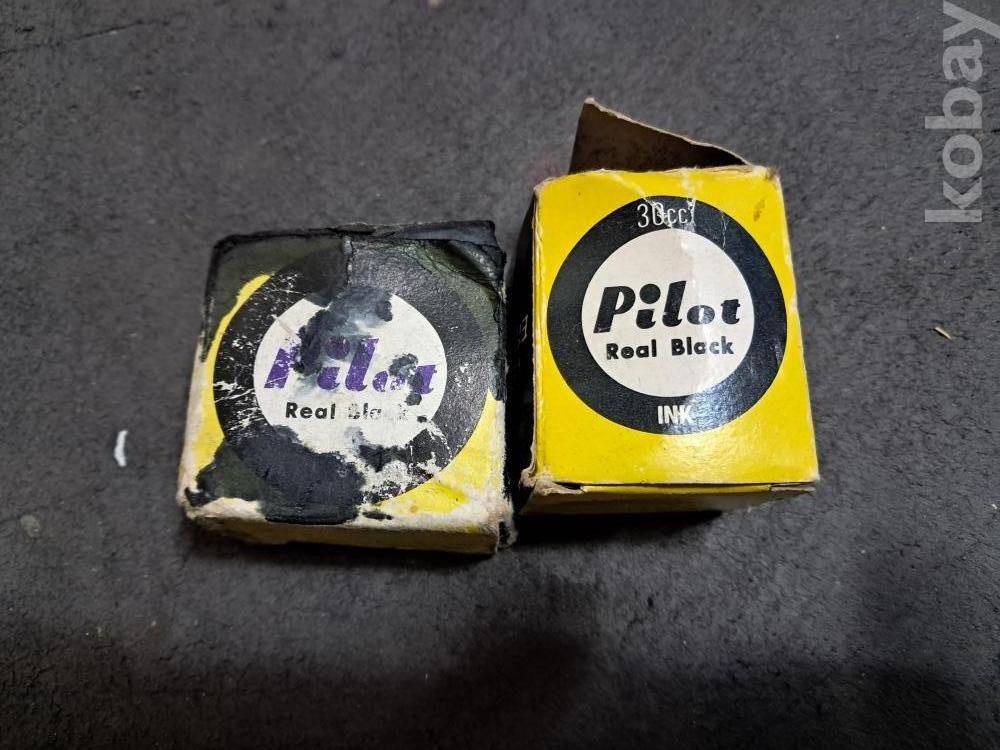 Pilot
Real Black
30cc
Pilot
Real Black
INK
kobay